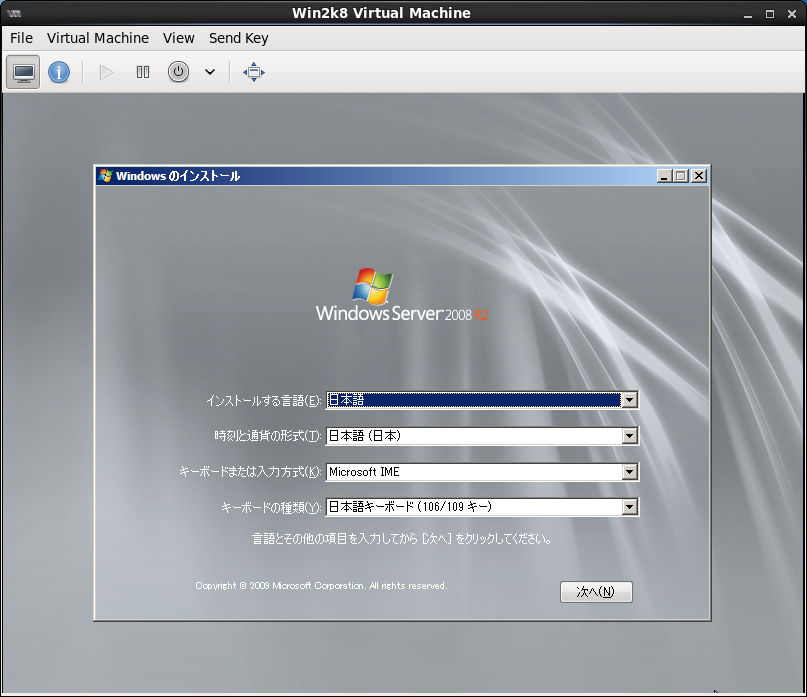 Win2k8 Virtual Machine
File Virtual Machine View Send Key
Windows のインストール
Windows Server 2008 R2
インストールする言語(E): 日本語
時刻と通貨の形式(T): 日本語 (日本)
キーボードまたは入力方式(K): Microsoft IME
キーボードの種類(Y): 日本語キーボード (106/109 キー)
言語とその他の項目を入力してから [次へ] をクリックしてください。
Copyright © 2009 Microsoft Corporation. All rights reserved.
次へ(N)